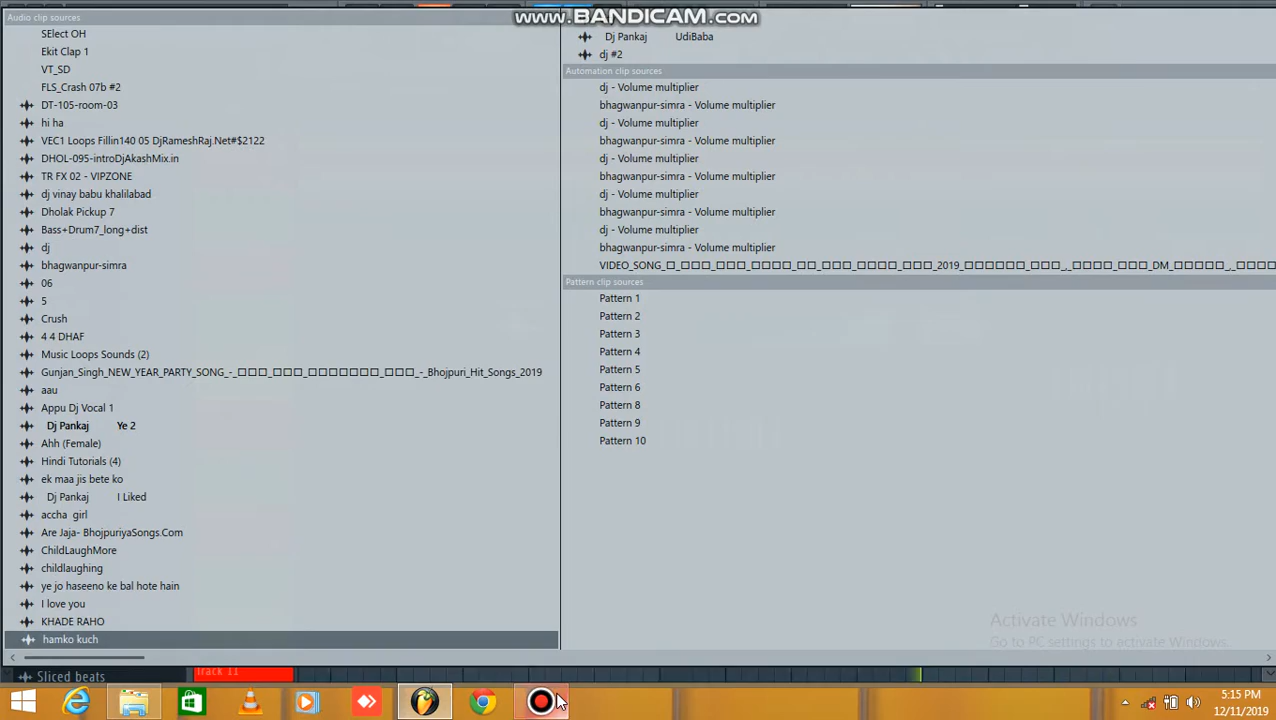 www.BANDICAM.com
Audio clip sources
SElect OH
Ekit Clap 1
VT_SD
FLS_Crash 07b #2
DT-105-room-03
hi ha
VEC1 Loops Fillin140 05 DjRameshRaj.Net#$2122
DHOL-095-introDjAkashMix.in
TR FX 02 - VIPZONE
dj vinay babu khalilabad
Dholak Pickup 7
Bass+Drum7_long+dist
dj
bhagwanpur-simra
06
5
Crush
4 4 DHAF
Music Loops Sounds (2)
Gunjan_Singh_NEW_YEAR_PARTY_SONG_-_□□□_□□□_□□□□□□□_□□□_-_Bhojpuri_Hit_Songs_2019
aau
Appu Dj Vocal 1
Dj Pankaj Ye 2
Ahh (Female)
Hindi Tutorials (4)
ek maa jis bete ko
Dj Pankaj I Liked
accha girl
Are Jaja- BhojpuriyaSongs.Com
ChildLaughMore
childlaughing
ye jo haseeno ke bal hote hain
I love you
KHADE RAHO
hamko kuch
Dj Pankaj UdiBaba
dj #2
Automation clip sources
dj - Volume multiplier
bhagwanpur-simra - Volume multiplier
dj - Volume multiplier
bhagwanpur-simra - Volume multiplier
dj - Volume multiplier
bhagwanpur-simra - Volume multiplier
dj - Volume multiplier
bhagwanpur-simra - Volume multiplier
dj - Volume multiplier
bhagwanpur-simra - Volume multiplier
VIDEO_SONG_□_□□□_□□□_□□□□_□□_□□□_□□□□_□□□_2019_□□□□□□_□□□_,_□□□□_□□□_DM_□□□□□_,_□□□□
Pattern clip sources
Pattern 1
Pattern 2
Pattern 3
Pattern 4
Pattern 5
Pattern 6
Pattern 8
Pattern 9
Pattern 10
Activate Windows
Go to PC settings to activate Windows.
Sliced beats
Track 11
5:15 PM
12/11/2019